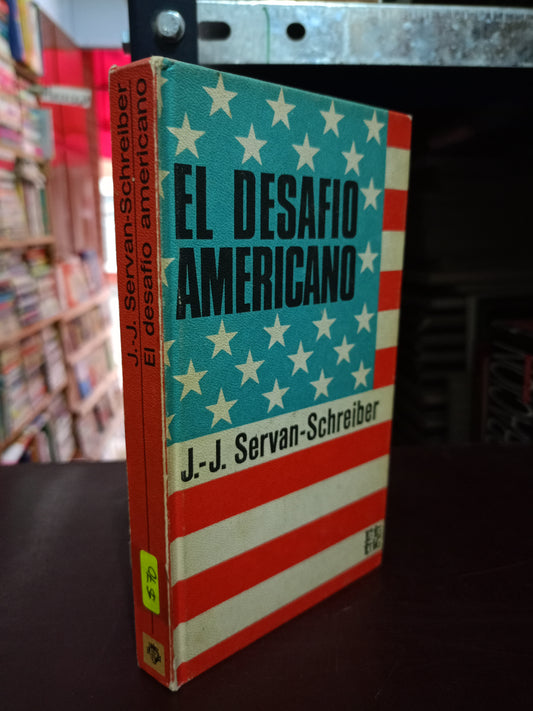 J.-J. Servan-Schreiber
El desafío americano
EL DESAFIO
AMERICANO
J.-J. Servan-Schreiber